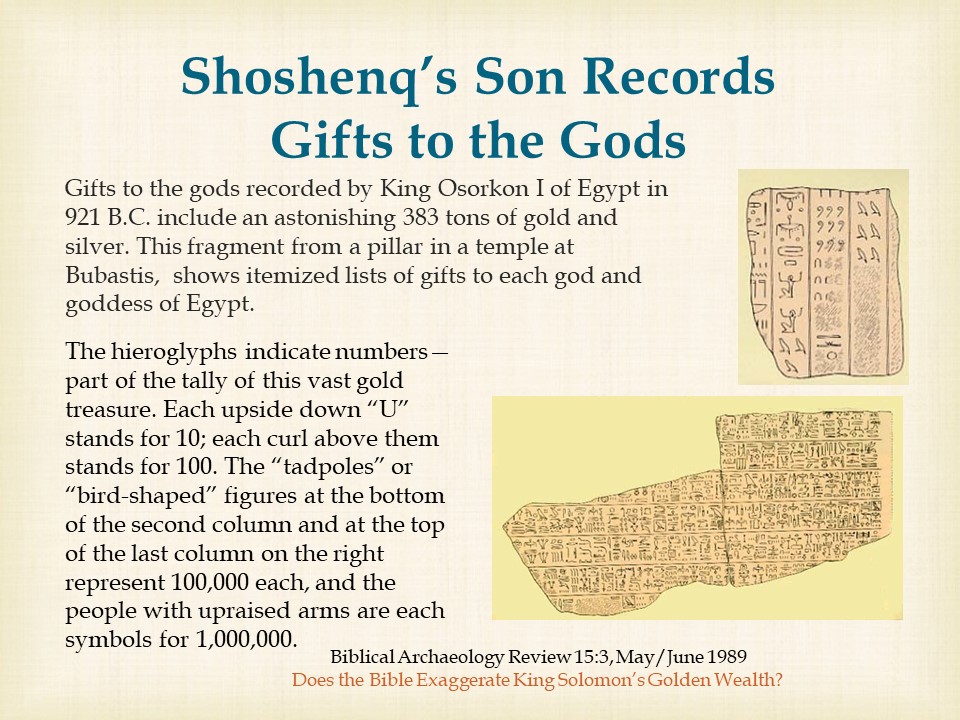 Shoshenq’s Son Records
Gifts to the Gods
Gifts to the gods recorded by King Osorkon I of Egypt in
921 B.C. include an astonishing 383 tons of gold and
silver. This fragment from a pillar in a temple at
Bubastis,  shows itemized lists of gifts to each god and
goddess of Egypt.
The hieroglyphs indicate numbers—
part of the tally of this vast gold
treasure. Each upside down “U”
stands for 10; each curl above them
stands for 100. The “tadpoles” or
“bird-shaped” figures at the bottom
of the second column and at the top
of the last column on the right
represent 100,000 each, and the
people with upraised arms are each
symbols for 1,000,000.
Biblical Archaeology Review 15:3, May/June 1989
Does the Bible Exaggerate King Solomon’s Golden Wealth?